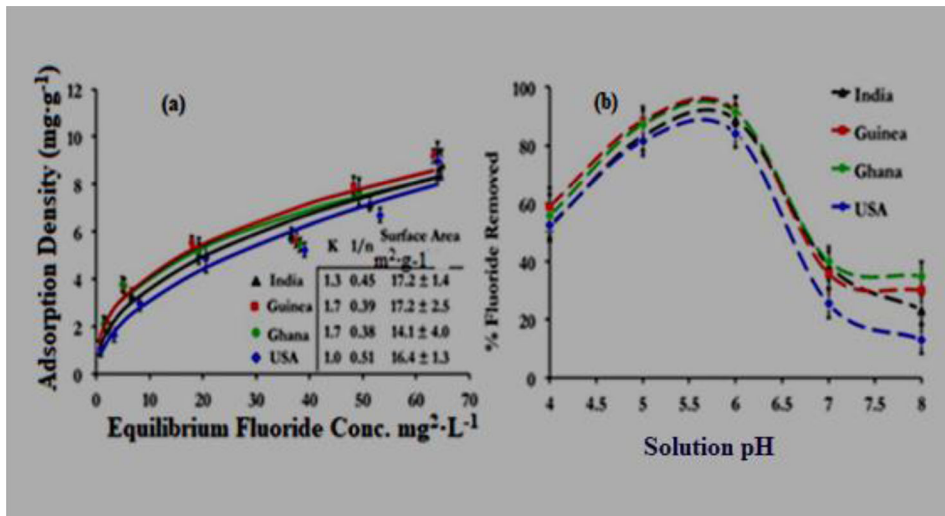 Adsorption Density (mg·g-1)
12
10
8
6
4
2
0
(a)
K 1/n Surface Area
m2·g-1
India 1.3 0.45 17.2 ± 1.4
Guinea 1.7 0.39 17.2 ± 2.5
Ghana 1.7 0.38 14.1 ± 4.0
USA 1.0 0.51 16.4 ± 1.3
0 10 20 30 40 50 60 70
Equilibrium Fluoride Conc. mg2·L-1
% Fluoride Removed
100
80
60
40
20
0
(b)
India
Guinea
Ghana
USA
4 4.5 5 5.5 6 6.5 7 7.5 8
Solution pH